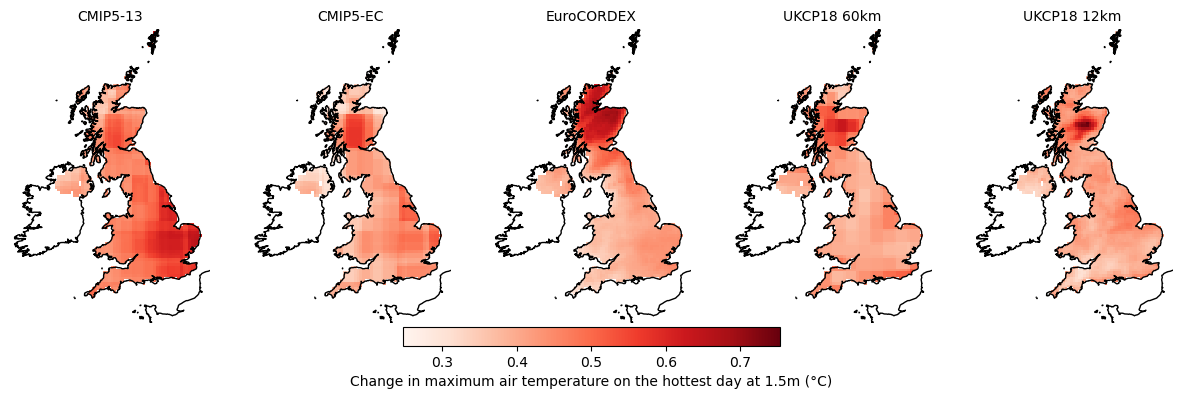 CMIP5-13 CMIP5-EC EuroCORDEX UKCP18 60km UKCP18 12km
0.3 0.4 0.5 0.6 0.7
Change in maximum air temperature on the hottest day at 1.5m (°C)